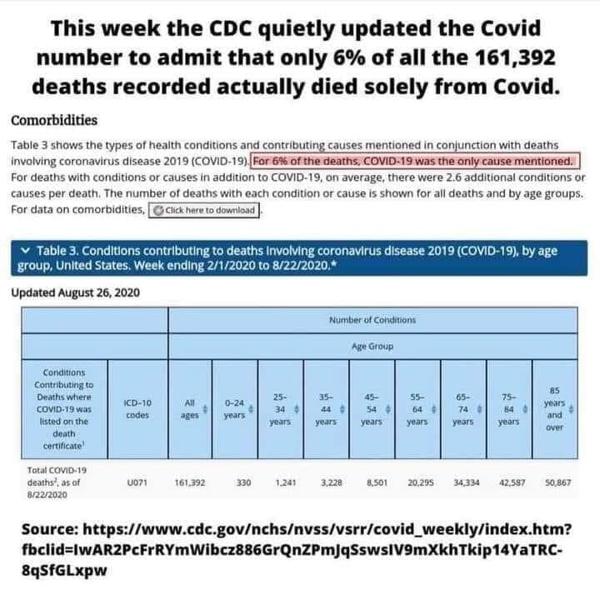 This week the CDC quietly updated the Covid
number to admit that only 6% of all the 161,392
deaths recorded actually died solely from Covid.
Comorbidities
Table 3 shows the types of health conditions and contributing causes mentioned in conjunction with deaths
involving coronavirus disease 2019 (COVID-19). For 6% of the deaths, COVID-19 was the only cause mentioned.
For deaths with conditions or causes in addition to COVID-19, on average, there were 2.6 additional conditions or
causes per death. The number of deaths with each condition or cause is shown for all deaths and by age groups.
For data on comorbidities, Click here to download.
Table 3. Conditions contributing to deaths involving coronavirus disease 2019 (COVID-19), by age
group, United States. Week ending 2/1/2020 to 8/22/2020.*
Updated August 26, 2020
Number of Conditions
Age Group
Conditions
Contributing to
Deaths where
COVID-19 was
listed on the
death
certificate¹
ICD-10
codes
All
ages
0-24
years
25-
34
years
35-
44
years
45-
54
years
55-
64
years
65-
74
years
75-
84
years
85
years
and
over
Total COVID-19
deaths², as of
8/22/2020
U071 161,392 330 1,241 3,228 8,501 20,295 34,334 42,587 50,867
Source: https://www.cdc.gov/nchs/nvss/vsrr/covid_weekly/index.htm?
fbclid=IwAR2PcFrRYmWibcz886GrQnZPmJqSswsIV9mXkhTkip14YaTRC-
8qSfGLxpw